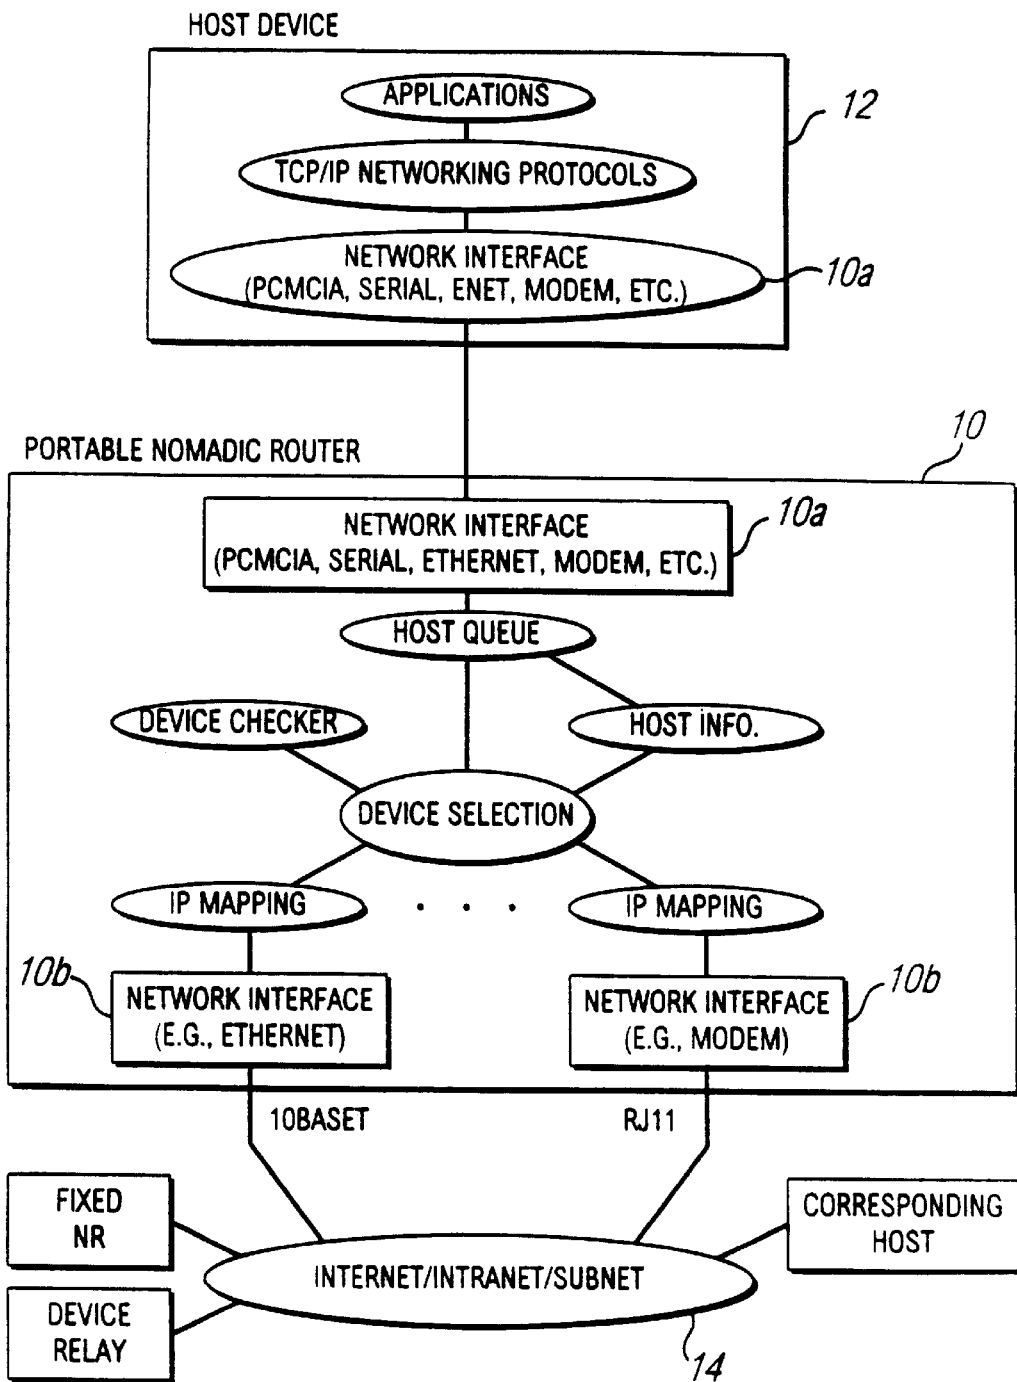 HOST DEVICE
APPLICATIONS
12
TCP/IP NETWORKING PROTOCOLS
NETWORK INTERFACE
(PCMCIA, SERIAL, ENET, MODEM, ETC.)
10a
PORTABLE NOMADIC ROUTER
10
NETWORK INTERFACE
(PCMCIA, SERIAL, ETHERNET, MODEM, ETC.)
10a
HOST QUEUE
DEVICE CHECKER
HOST INFO.
DEVICE SELECTION
IP MAPPING
. . .
IP MAPPING
10b
NETWORK INTERFACE
(E.G., ETHERNET)
NETWORK INTERFACE
(E.G., MODEM)
10b
10BASET
RJ11
FIXED
NR
CORRESPONDING
HOST
INTERNET/INTRANET/SUBNET
DEVICE
RELAY
14